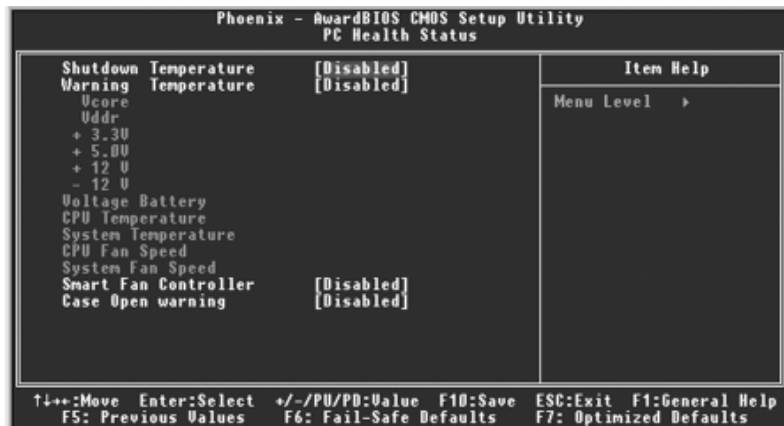 Phoenix - AwardBIOS CMOS Setup Utility
PC Health Status
Shutdown Temperature [Disabled]
Warning Temperature [Disabled]
Vcore
Vddr
+ 3.3V
+ 5.0V
+ 12 V
- 12 V
Voltage Battery
CPU Temperature
System Temperature
CPU Fan Speed
System Fan Speed
Smart Fan Controller [Disabled]
Case Open warning [Disabled]
Item Help
Menu Level ▸
↑↓→←:Move Enter:Select +/-/PU/PD:Value F10:Save ESC:Exit F1:General Help
F5: Previous Values F6: Fail-Safe Defaults F7: Optimized Defaults